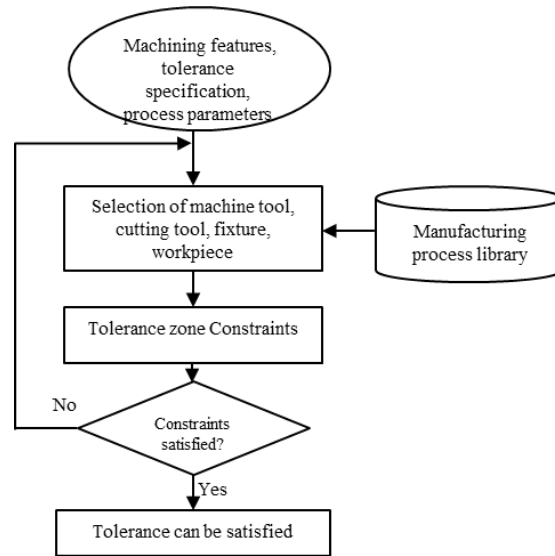 Machining features,
tolerance
specification,
process parameters
Selection of machine tool,
cutting tool, fixture,
workpiece
Manufacturing
process library
Tolerance zone Constraints
No
Constraints
satisfied?
Yes
Tolerance can be satisfied